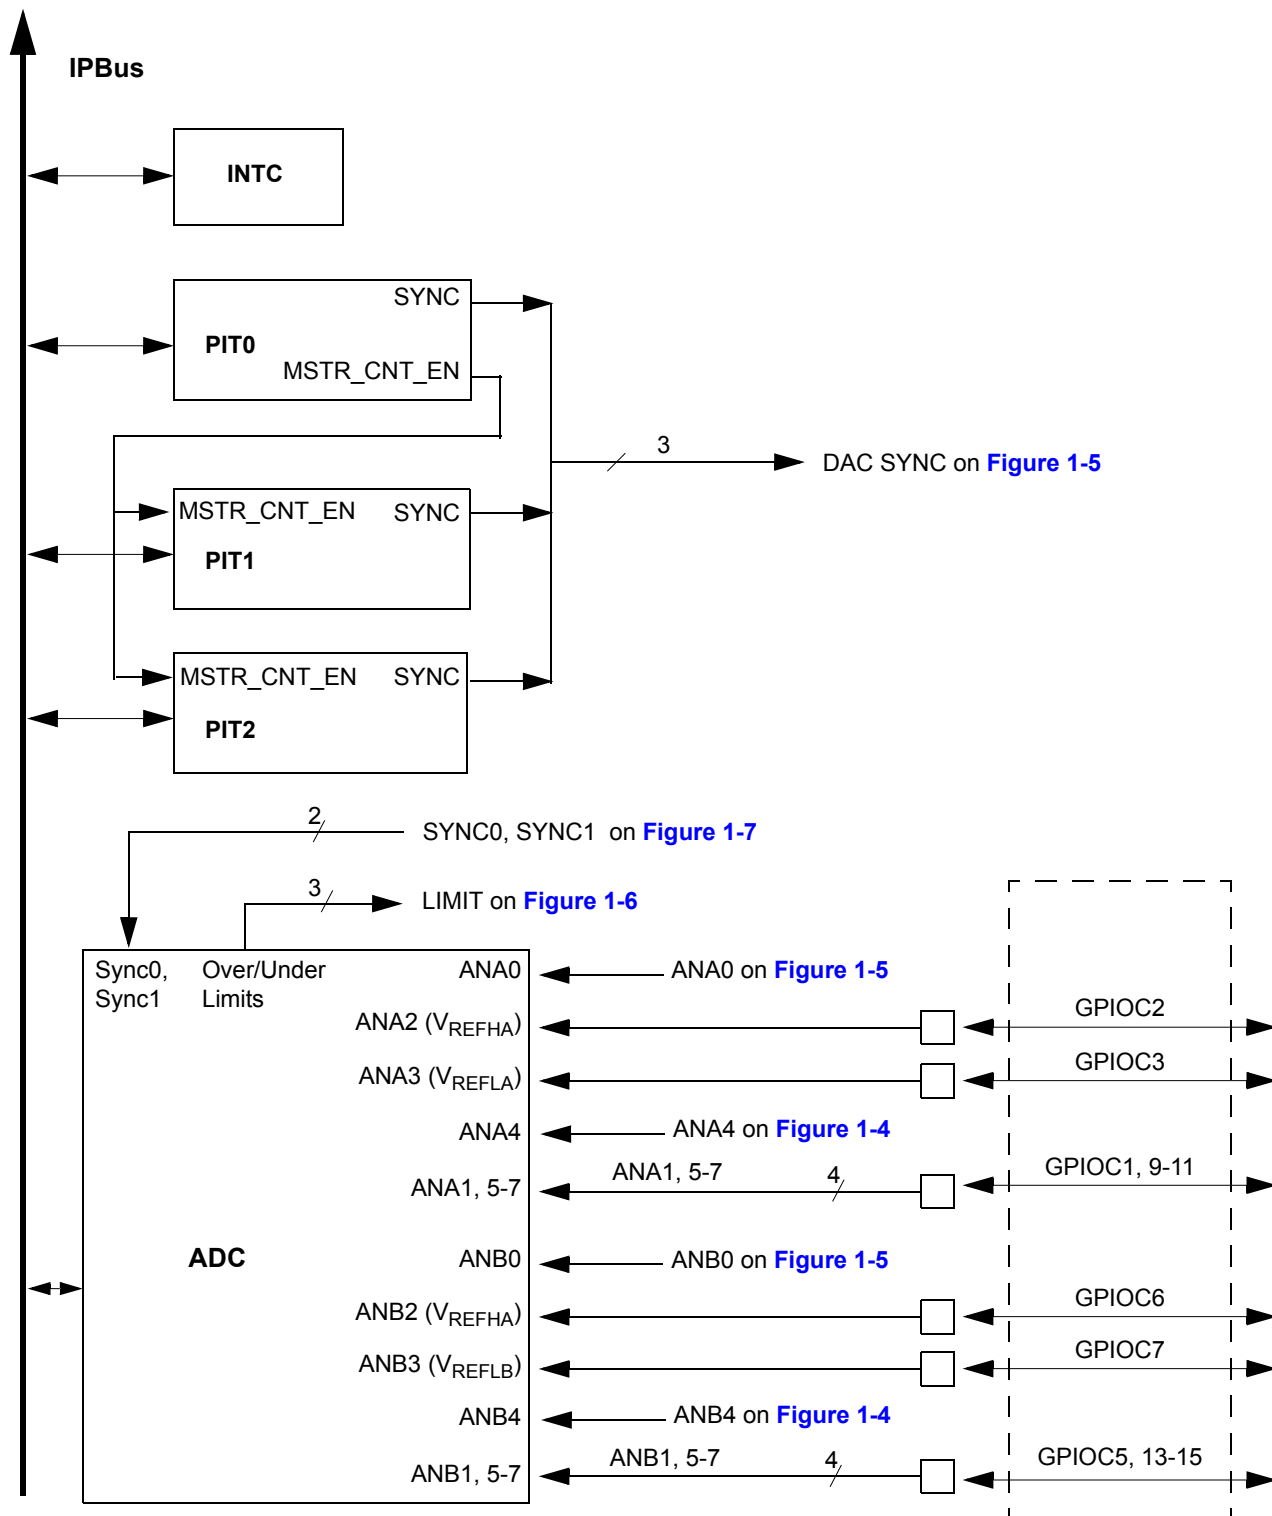 IPBus
INTC
SYNC
PIT0
MSTR_CNT_EN
3
DAC SYNC on Figure 1-5
MSTR_CNT_EN SYNC
PIT1
MSTR_CNT_EN SYNC
PIT2
2
SYNC0, SYNC1 on Figure 1-7
3
LIMIT on Figure 1-6
Sync0, Sync1
Over/Under Limits
ANA0
ANA0 on Figure 1-5
ANA2 (VREFHA)
GPIOC2
ANA3 (VREFLA)
GPIOC3
ANA4
ANA4 on Figure 1-4
ANA1, 5-7
ANA1, 5-7
4
GPIOC1, 9-11
ADC
ANB0
ANB0 on Figure 1-5
ANB2 (VREFHA)
GPIOC6
ANB3 (VREFLB)
GPIOC7
ANB4
ANB4 on Figure 1-4
ANB1, 5-7
ANB1, 5-7
4
GPIOC5, 13-15